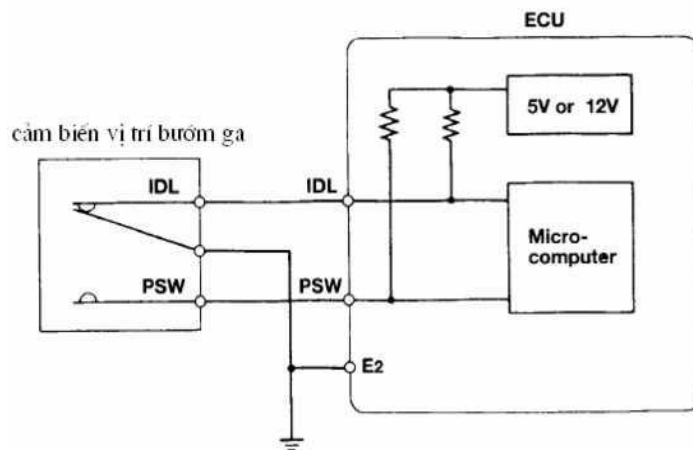 ECU
5V or 12V
cảm biến vị trí bướm ga
IDL
IDL
Micro-
computer
PSW
PSW
E2